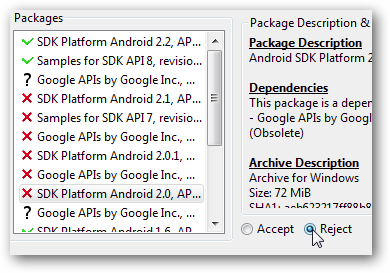 Packages
SDK Platform Android 2.2, AP...
Samples for SDK API 8, revisio...
Google APIs by Google Inc., ...
SDK Platform Android 2.1, AP...
Samples for SDK API 7, revisio...
Google APIs by Google Inc., ...
SDK Platform Android 2.0.1, ...
Google APIs by Google Inc., ...
SDK Platform Android 2.0, AP...
Google APIs by Google Inc., ...
SDK Platform Android 1.6, AP...
Package Description &
Package Description
Android SDK Platform 2
Dependencies
This package is a depen
- Google APIs by Google
(Obsolete)
Archive Description
Archive for Windows
Size: 72 MiB
SHA1:
Accept
Reject